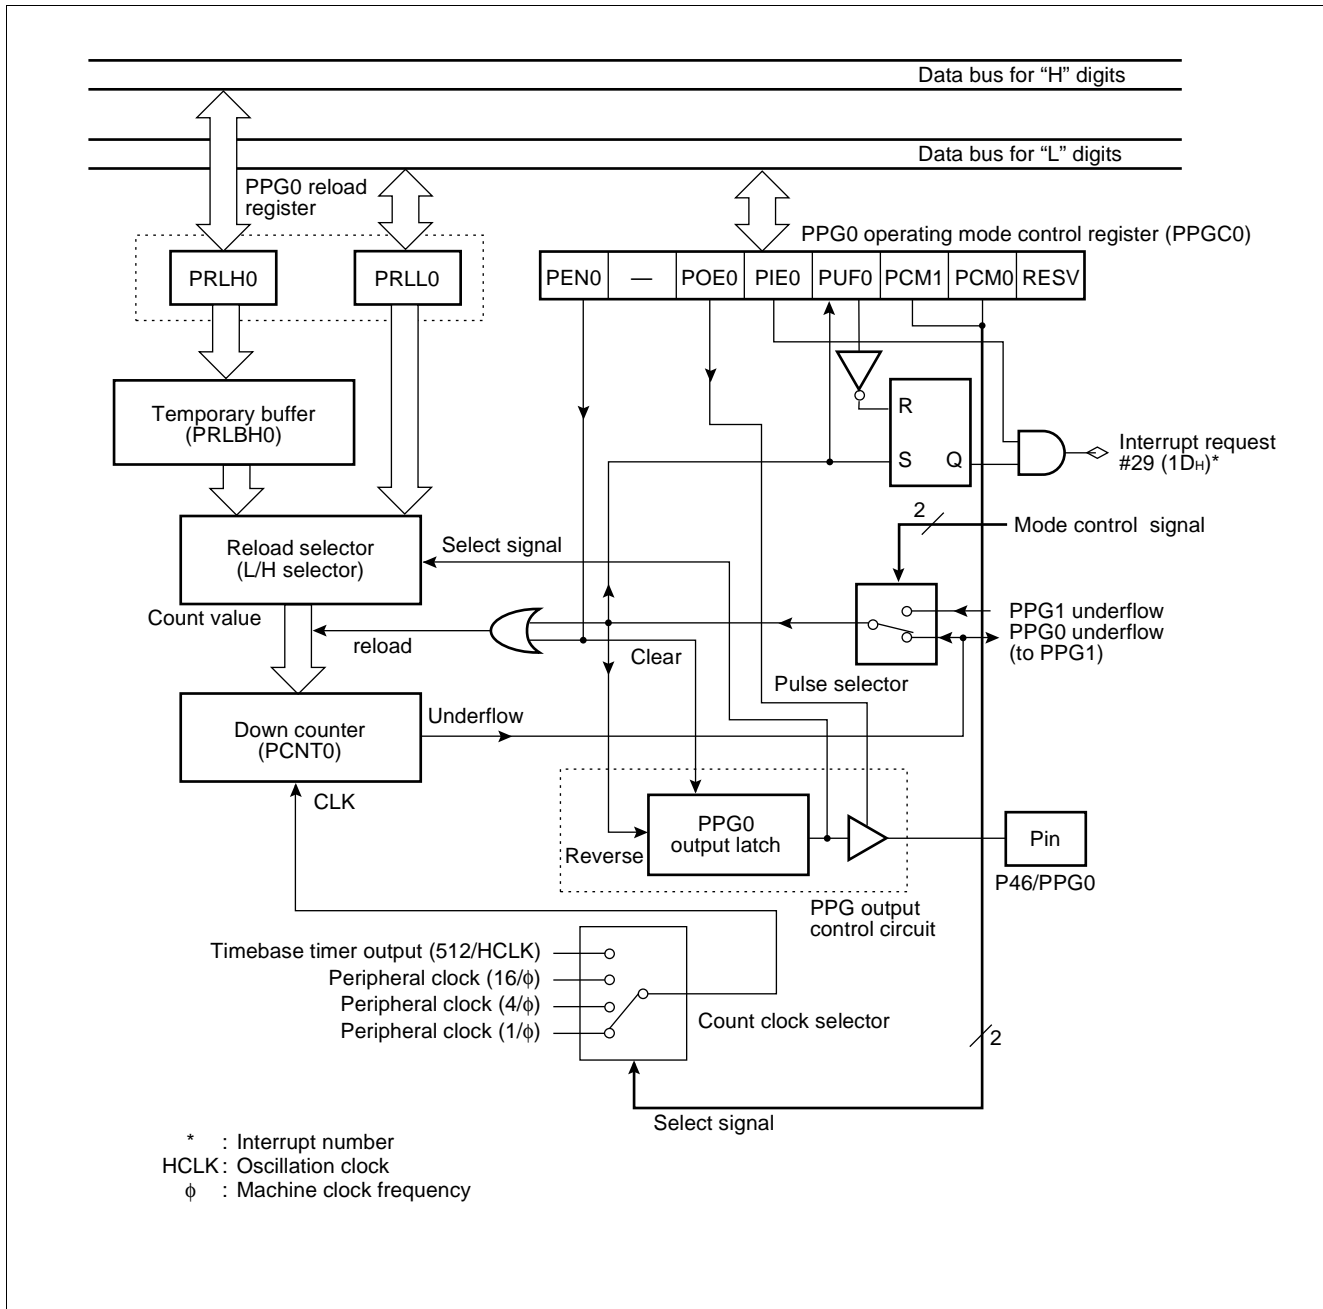 Data bus for “H” digits
Data bus for “L” digits
PPG0 reload
register
PPG0 operating mode control register (PPGC0)
PRLH0
PRLL0
PEN0 — POE0 PIE0 PUF0 PCM1 PCM0 RESV
Temporary buffer
(PRLBH0)
R
S Q
Interrupt request
#29 (1DH)*
2
Mode control signal
Reload selector
(L/H selector)
Select signal
Count value
reload
Clear
PPG1 underflow
PPG0 underflow
(to PPG1)
Pulse selector
Down counter
(PCNT0)
Underflow
CLK
PPG0
output latch
Reverse
Pin
P46/PPG0
PPG output
control circuit
Timebase timer output (512/HCLK)
Peripheral clock (16/ϕ)
Peripheral clock (4/ϕ)
Peripheral clock (1/ϕ)
Count clock selector
2
Select signal
* : Interrupt number
HCLK : Oscillation clock
ϕ : Machine clock frequency